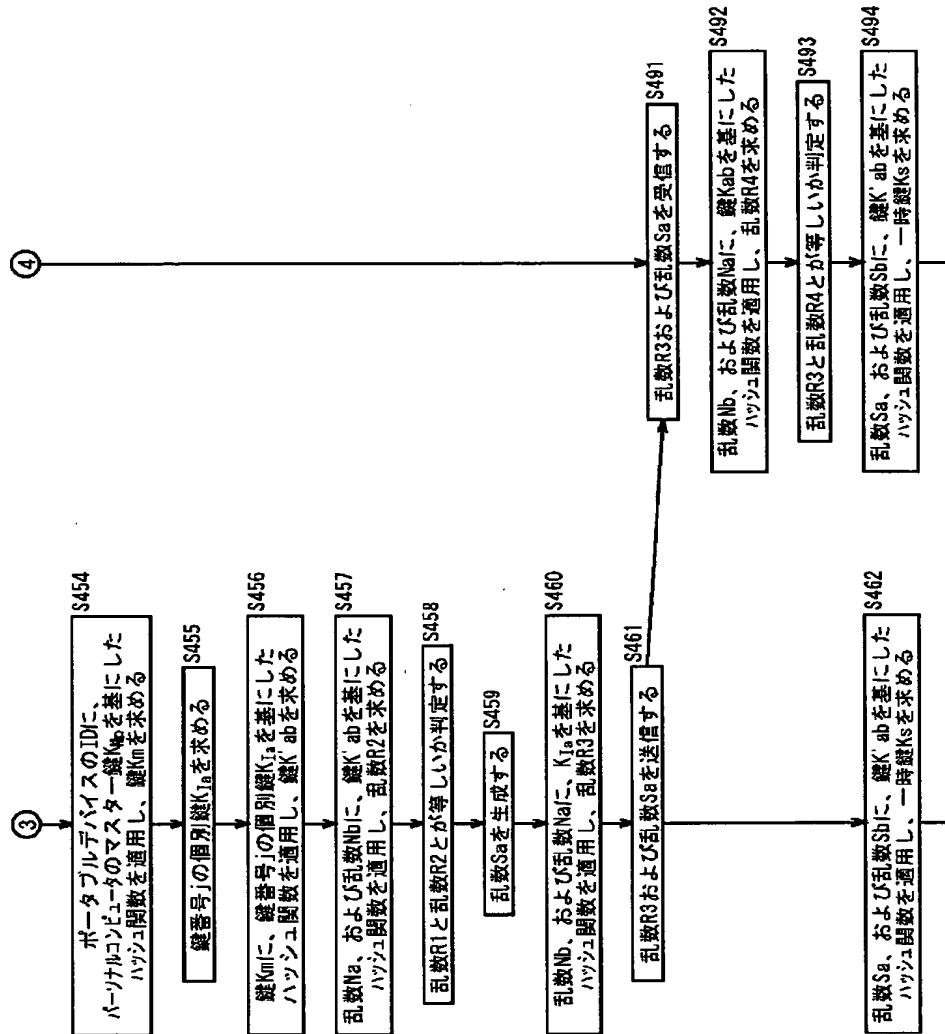 ③
S454
ポータブルデバイスのIDに、
パーソナルコンピュータのマスター鍵KMbを基にした
ハッシュ関数を適用し、鍵Kmを求める
S455
鍵番号jの個別鍵KIaを求める
S456
鍵Kmに、鍵番号jの個別鍵KIaを基にした
ハッシュ関数を適用し、鍵K'abを求める
S457
乱数Na、および乱数Nbに、鍵K'abを基にした
ハッシュ関数を適用し、乱数R2を求める
S458
乱数R1と乱数R2とが等しいか判定する
S459
乱数Saを生成する
S460
乱数Nb、および乱数Naに、KIaを基にした
ハッシュ関数を適用し、乱数R3を求める
S461
乱数R3および乱数Saを送信する
S462
乱数Sa、および乱数Sbに、鍵K'abを基にした
ハッシュ関数を適用し、一時鍵Ksを求める
④
S491
乱数R3および乱数Saを受信する
S492
乱数Nb、および乱数Naに、鍵Kabを基にした
ハッシュ関数を適用し、乱数R4を求める
S493
乱数R3と乱数R4とが等しいか判定する
S494
乱数Sa、および乱数Sbに、鍵K'abを基にした
ハッシュ関数を適用し、一時鍵Ksを求める